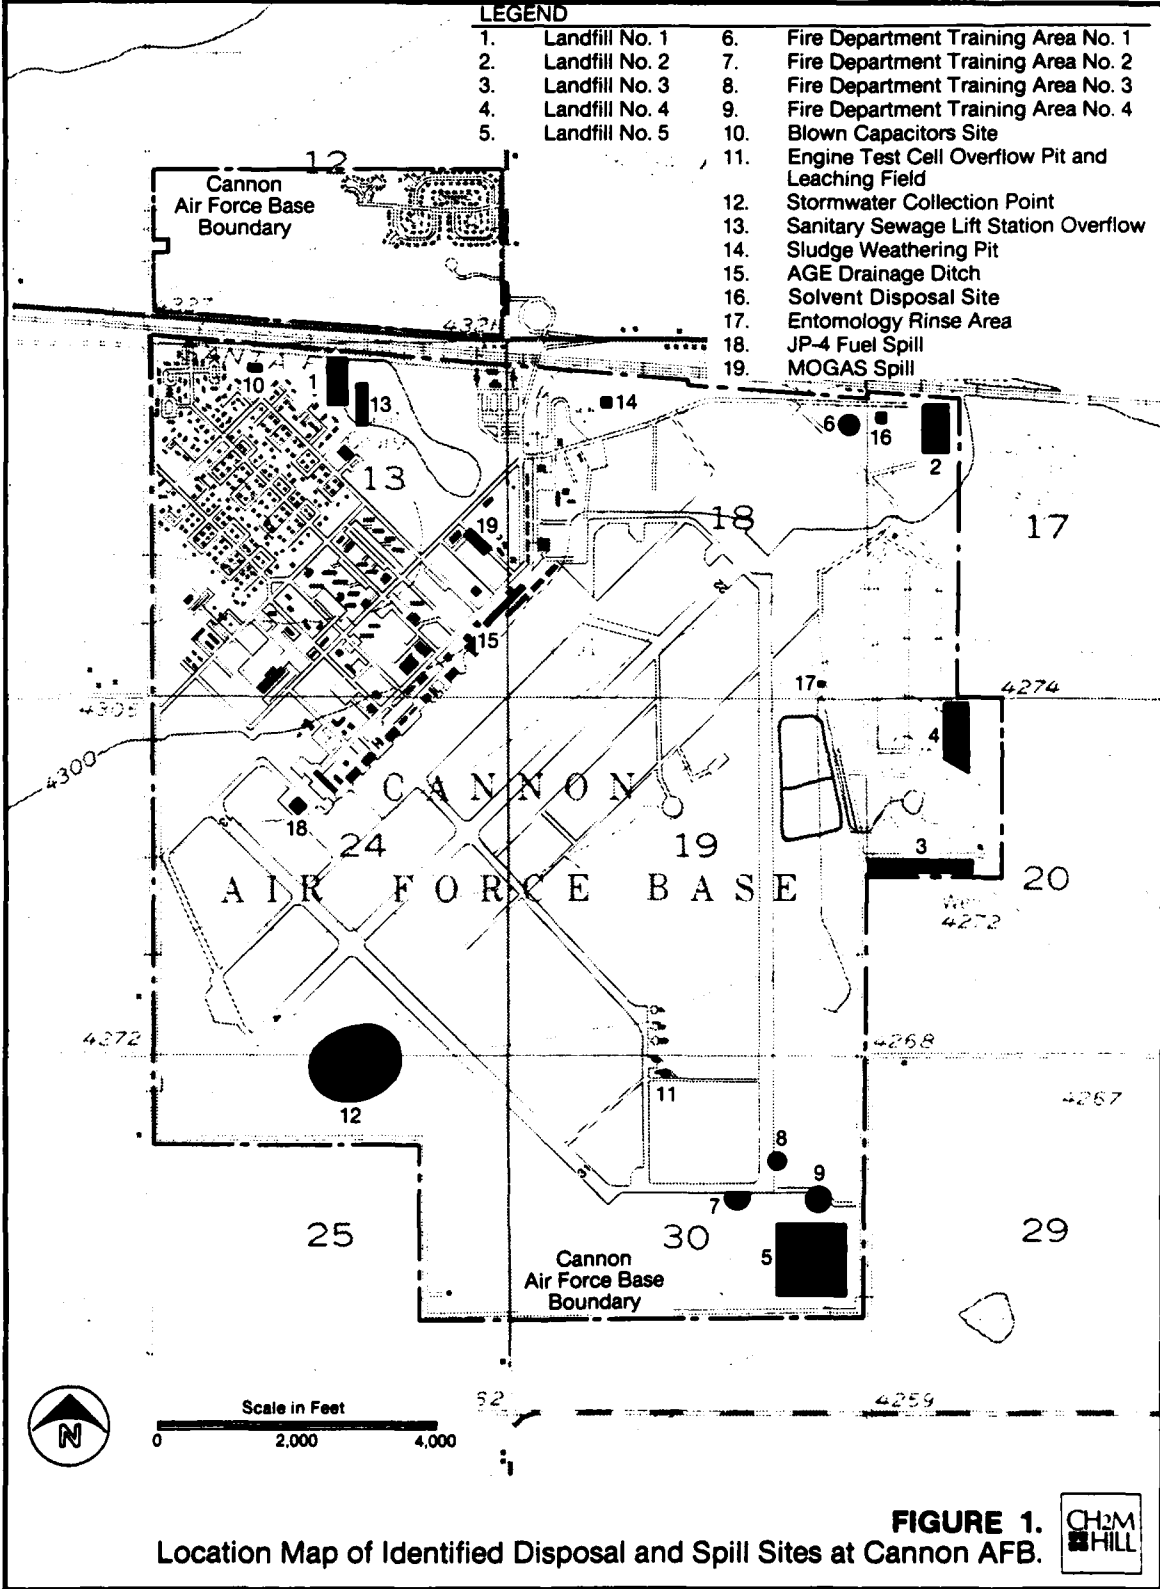 LEGEND
1. Landfill No. 1
2. Landfill No. 2
3. Landfill No. 3
4. Landfill No. 4
5. Landfill No. 5
6. Fire Department Training Area No. 1
7. Fire Department Training Area No. 2
8. Fire Department Training Area No. 3
9. Fire Department Training Area No. 4
10. Blown Capacitors Site
11. Engine Test Cell Overflow Pit and
Leaching Field
12. Stormwater Collection Point
13. Sanitary Sewage Lift Station Overflow
14. Sludge Weathering Pit
15. AGE Drainage Ditch
16. Solvent Disposal Site
17. Entomology Rinse Area
18. JP-4 Fuel Spill
19. MOGAS Spill
12
Cannon
Air Force Base
Boundary
10
1
13
14
6
16
2
13
19
18
17
22
15
17
4274
4305
4
4300
CANNON
18
24
19
3
AIR FORCE BASE
20
4272
4272
4268
11
4267
12
8
31
9
7
25
30
29
5
Cannon
Air Force Base
Boundary
4259
N
Scale in Feet
0 2,000 4,000
FIGURE 1.
Location Map of Identified Disposal and Spill Sites at Cannon AFB.
CH2M
HILL